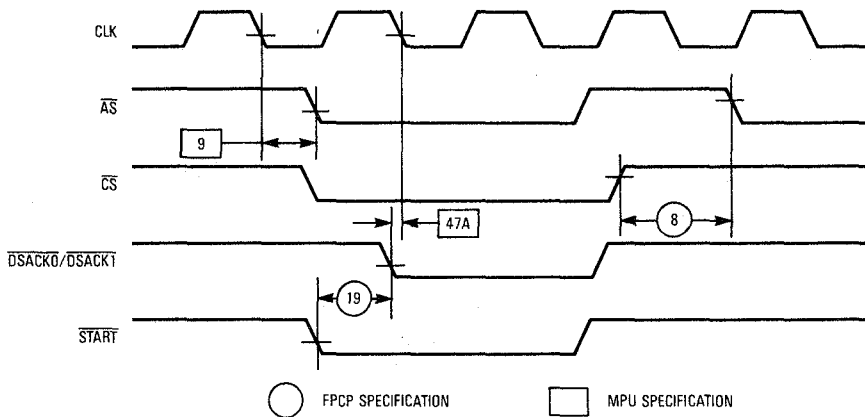 CLK
AS
9
CS
47A
8
DSACK0/DSACK1
19
START
FPCP SPECIFICATION
MPU SPECIFICATION